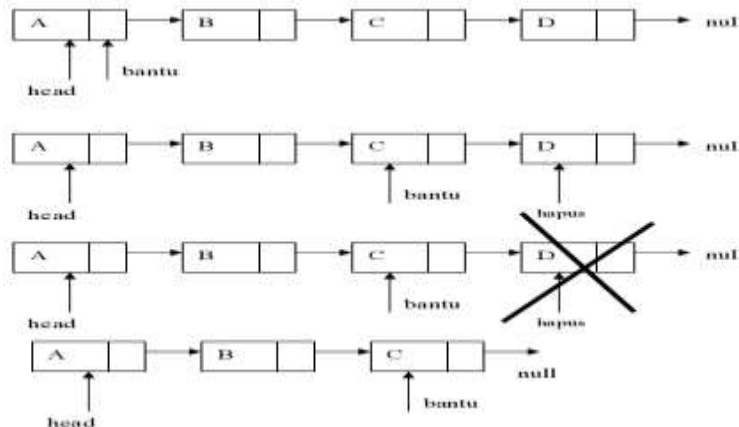 A B C D nul
bantu
head
A B C D nul
bantu hapus
head
A B C D nul
bantu hapus
head
A B C
null
bantu
head